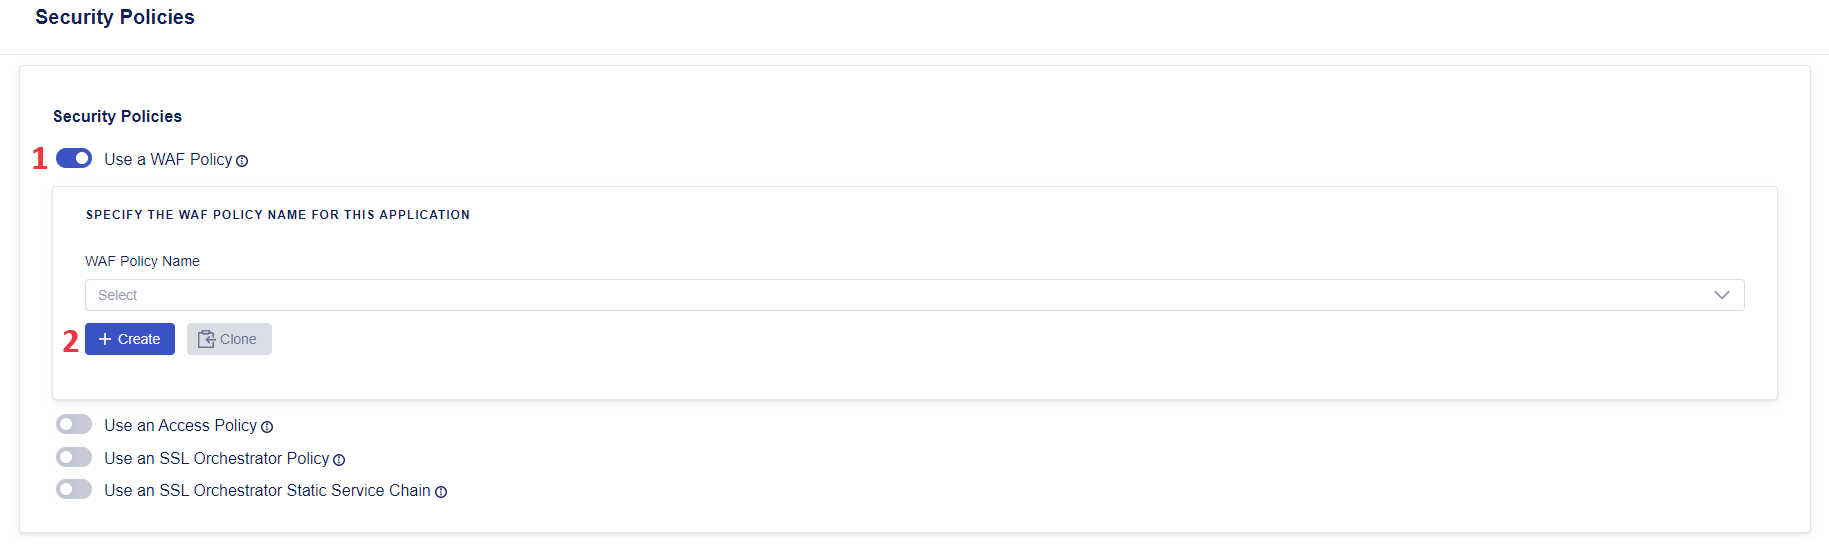 Security Policies
Security Policies
1 Use a WAF Policy
SPECIFY THE WAF POLICY NAME FOR THIS APPLICATION
WAF Policy Name
Select
2 + Create Clone
Use an Access Policy
Use an SSL Orchestrator Policy
Use an SSL Orchestrator Static Service Chain